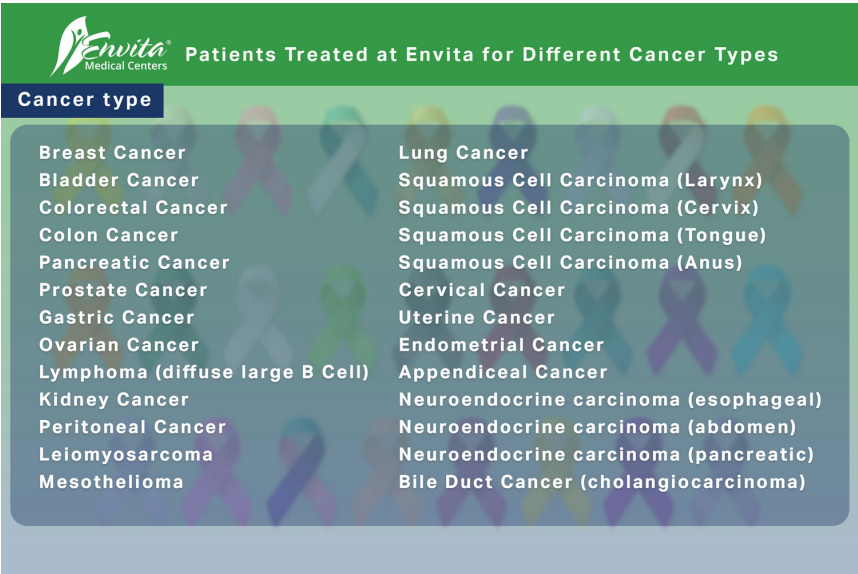 Envita®
Medical Centers
Patients Treated at Envita for Different Cancer Types
Cancer type
Breast Cancer
Bladder Cancer
Colorectal Cancer
Colon Cancer
Pancreatic Cancer
Prostate Cancer
Gastric Cancer
Ovarian Cancer
Lymphoma (diffuse large B Cell)
Kidney Cancer
Peritoneal Cancer
Leiomyosarcoma
Mesothelioma
Lung Cancer
Squamous Cell Carcinoma (Larynx)
Squamous Cell Carcinoma (Cervix)
Squamous Cell Carcinoma (Tongue)
Squamous Cell Carcinoma (Anus)
Cervical Cancer
Uterine Cancer
Endometrial Cancer
Appendiceal Cancer
Neuroendocrine carcinoma (esophageal)
Neuroendocrine carcinoma (abdomen)
Neuroendocrine carcinoma (pancreatic)
Bile Duct Cancer (cholangiocarcinoma)